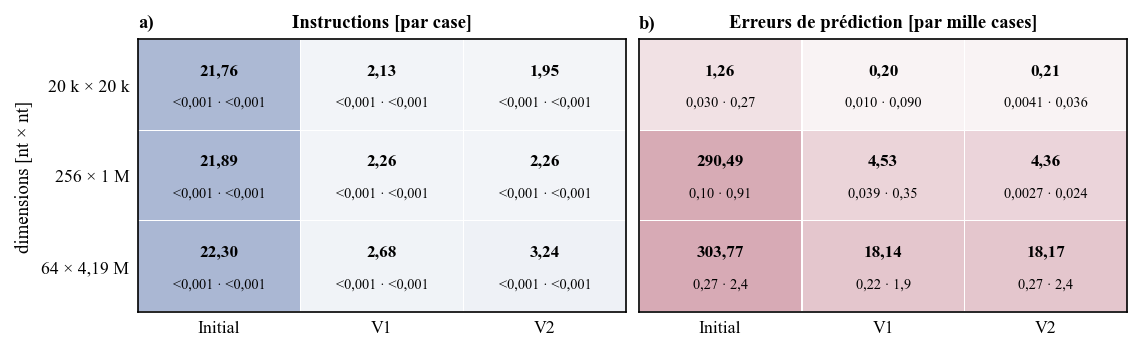 a) Instructions [par case]
b) Erreurs de prédiction [par mille cases]
dimensions [nt × nt]
20 k × 20 k
21,76 2,13 1,95 1,26 0,20 0,21
<0,001 · <0,001 <0,001 · <0,001 <0,001 · <0,001 0,030 · 0,27 0,010 · 0,090 0,0041 · 0,036
256 × 1 M
21,89 2,26 2,26 290,49 4,53 4,36
<0,001 · <0,001 <0,001 · <0,001 <0,001 · <0,001 0,10 · 0,91 0,039 · 0,35 0,0027 · 0,024
64 × 4,19 M
22,30 2,68 3,24 303,77 18,14 18,17
<0,001 · <0,001 <0,001 · <0,001 <0,001 · <0,001 0,27 · 2,4 0,22 · 1,9 0,27 · 2,4
Initial V1 V2 Initial V1 V2